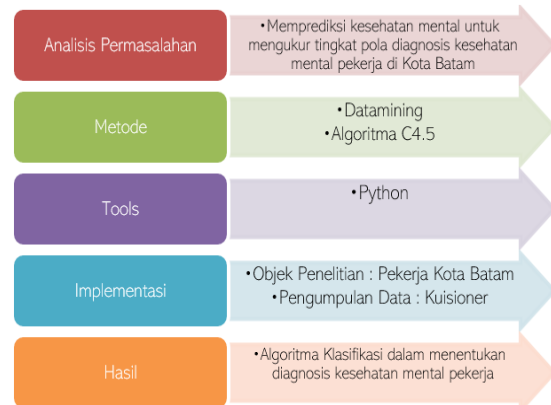 Analisis Permasalahan
•Memprediksi kesehatan mental untuk
mengukur tingkat pola diagnosis kesehatan
mental pekerja di Kota Batam
Metode
•Datamining
•Algoritma C4.5
Tools
•Python
Implementasi
•Objek Penelitian : Pekerja Kota Batam
•Pengumpulan Data : Kuisioner
Hasil
•Algoritma Klasifikasi dalam menentukan
diagnosis kesehatan mental pekerja